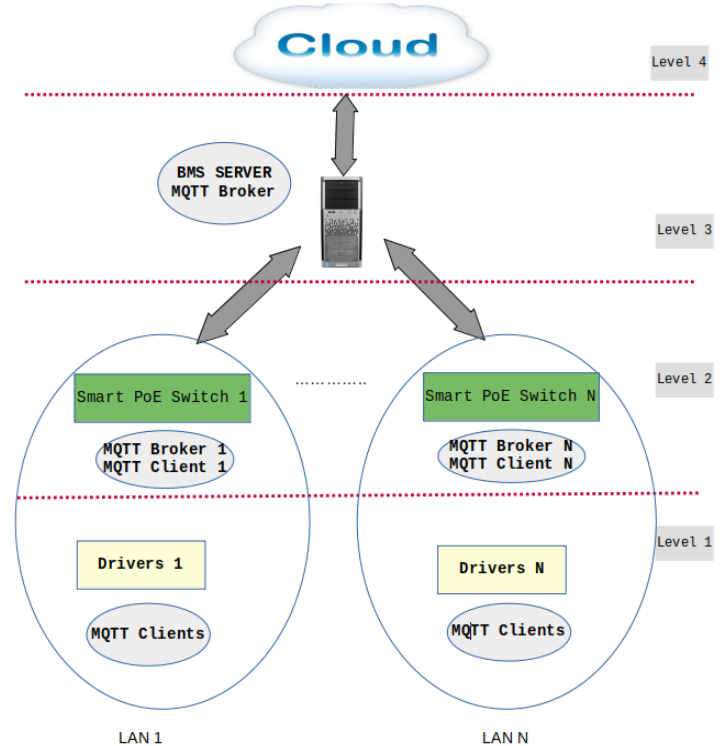 Cloud
Level 4
BMS SERVER
MQTT Broker
Level 3
Smart PoE Switch 1
..............
Smart PoE Switch N
Level 2
MQTT Broker 1
MQTT Client 1
MQTT Broker N
MQTT Client N
Level 1
Drivers 1
Drivers N
MQTT Clients
MQTT Clients
LAN 1
LAN N